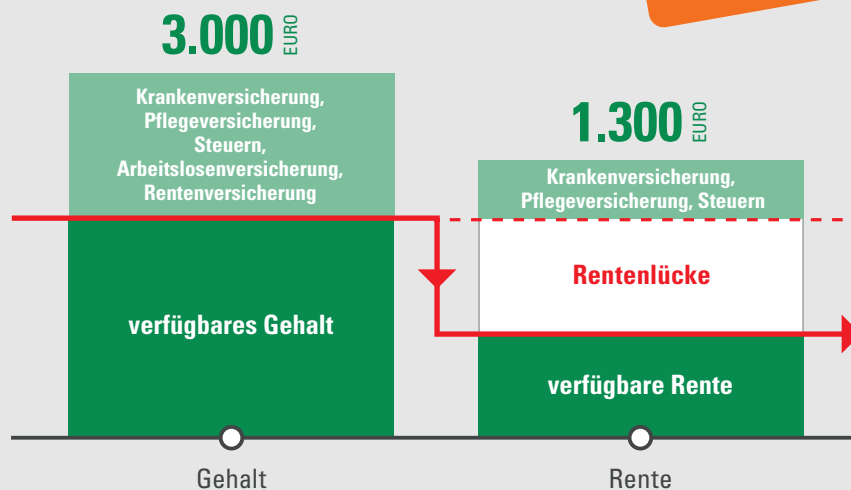 3.000 EURO
Krankenversicherung,
Pflegeversicherung,
Steuern,
Arbeitslosenversicherung,
Rentenversicherung
verfügbares Gehalt
Gehalt
1.300 EURO
Krankenversicherung,
Pflegeversicherung, Steuern
Rentenlücke
verfügbare Rente
Rente